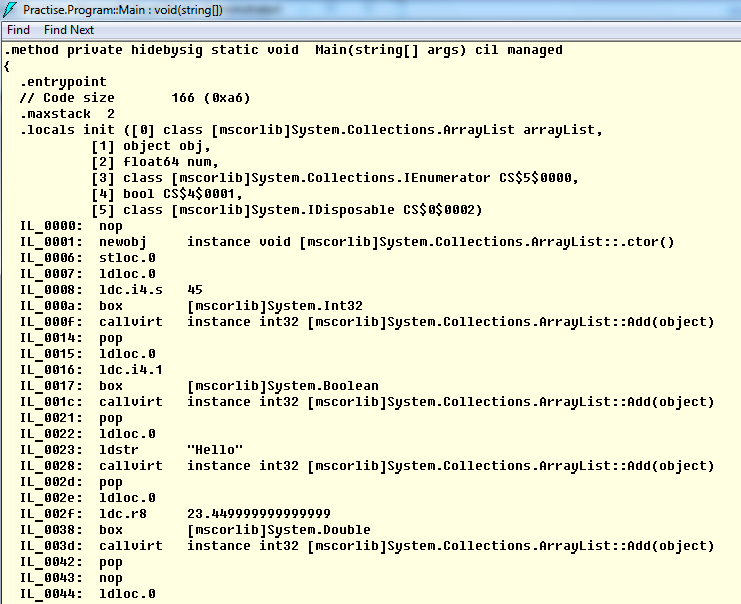 Practise.Program::Main : void(string[])
Find Find Next
.method private hidebysig static void  Main(string[] args) cil managed
{
  .entrypoint
  // Code size       166 (0xa6)
  .maxstack  2
  .locals init ([0] class [mscorlib]System.Collections.ArrayList arrayList,
           [1] object obj,
           [2] float64 num,
           [3] class [mscorlib]System.Collections.IEnumerator CS$5$0000,
           [4] bool CS$4$0001,
           [5] class [mscorlib]System.IDisposable CS$0$0002)
  IL_0000:  nop
  IL_0001:  newobj     instance void [mscorlib]System.Collections.ArrayList::.ctor()
  IL_0006:  stloc.0
  IL_0007:  ldloc.0
  IL_0008:  ldc.i4.s   45
  IL_000a:  box        [mscorlib]System.Int32
  IL_000f:  callvirt   instance int32 [mscorlib]System.Collections.ArrayList::Add(object)
  IL_0014:  pop
  IL_0015:  ldloc.0
  IL_0016:  ldc.i4.1
  IL_0017:  box        [mscorlib]System.Boolean
  IL_001c:  callvirt   instance int32 [mscorlib]System.Collections.ArrayList::Add(object)
  IL_0021:  pop
  IL_0022:  ldloc.0
  IL_0023:  ldstr      "Hello"
  IL_0028:  callvirt   instance int32 [mscorlib]System.Collections.ArrayList::Add(object)
  IL_002d:  pop
  IL_002e:  ldloc.0
  IL_002f:  ldc.r8     23.449999999999999
  IL_0038:  box        [mscorlib]System.Double
  IL_003d:  callvirt   instance int32 [mscorlib]System.Collections.ArrayList::Add(object)
  IL_0042:  pop
  IL_0043:  nop
  IL_0044:  ldloc.0